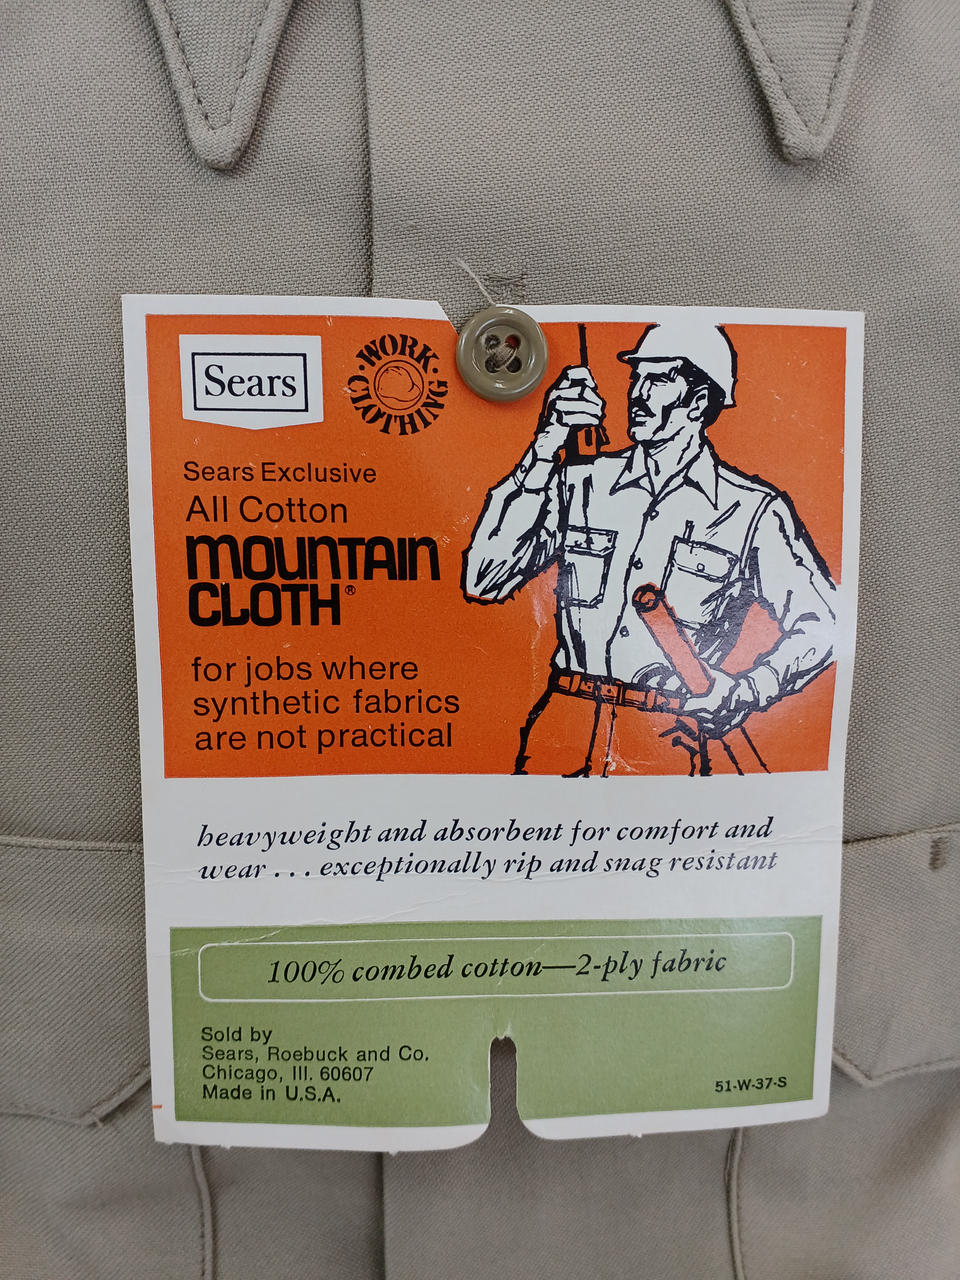 Sears
WORK
CLOTHING
Sears Exclusive
All Cotton
MOUNTAIN
CLOTH®
for jobs where
synthetic fabrics
are not practical
heavyweight and absorbent for comfort and
wear . . . exceptionally rip and snag resistant
100% combed cotton—2-ply fabric
Sold by
Sears, Roebuck and Co.
Chicago, Ill. 60607
Made in U.S.A.
51-W-37-S